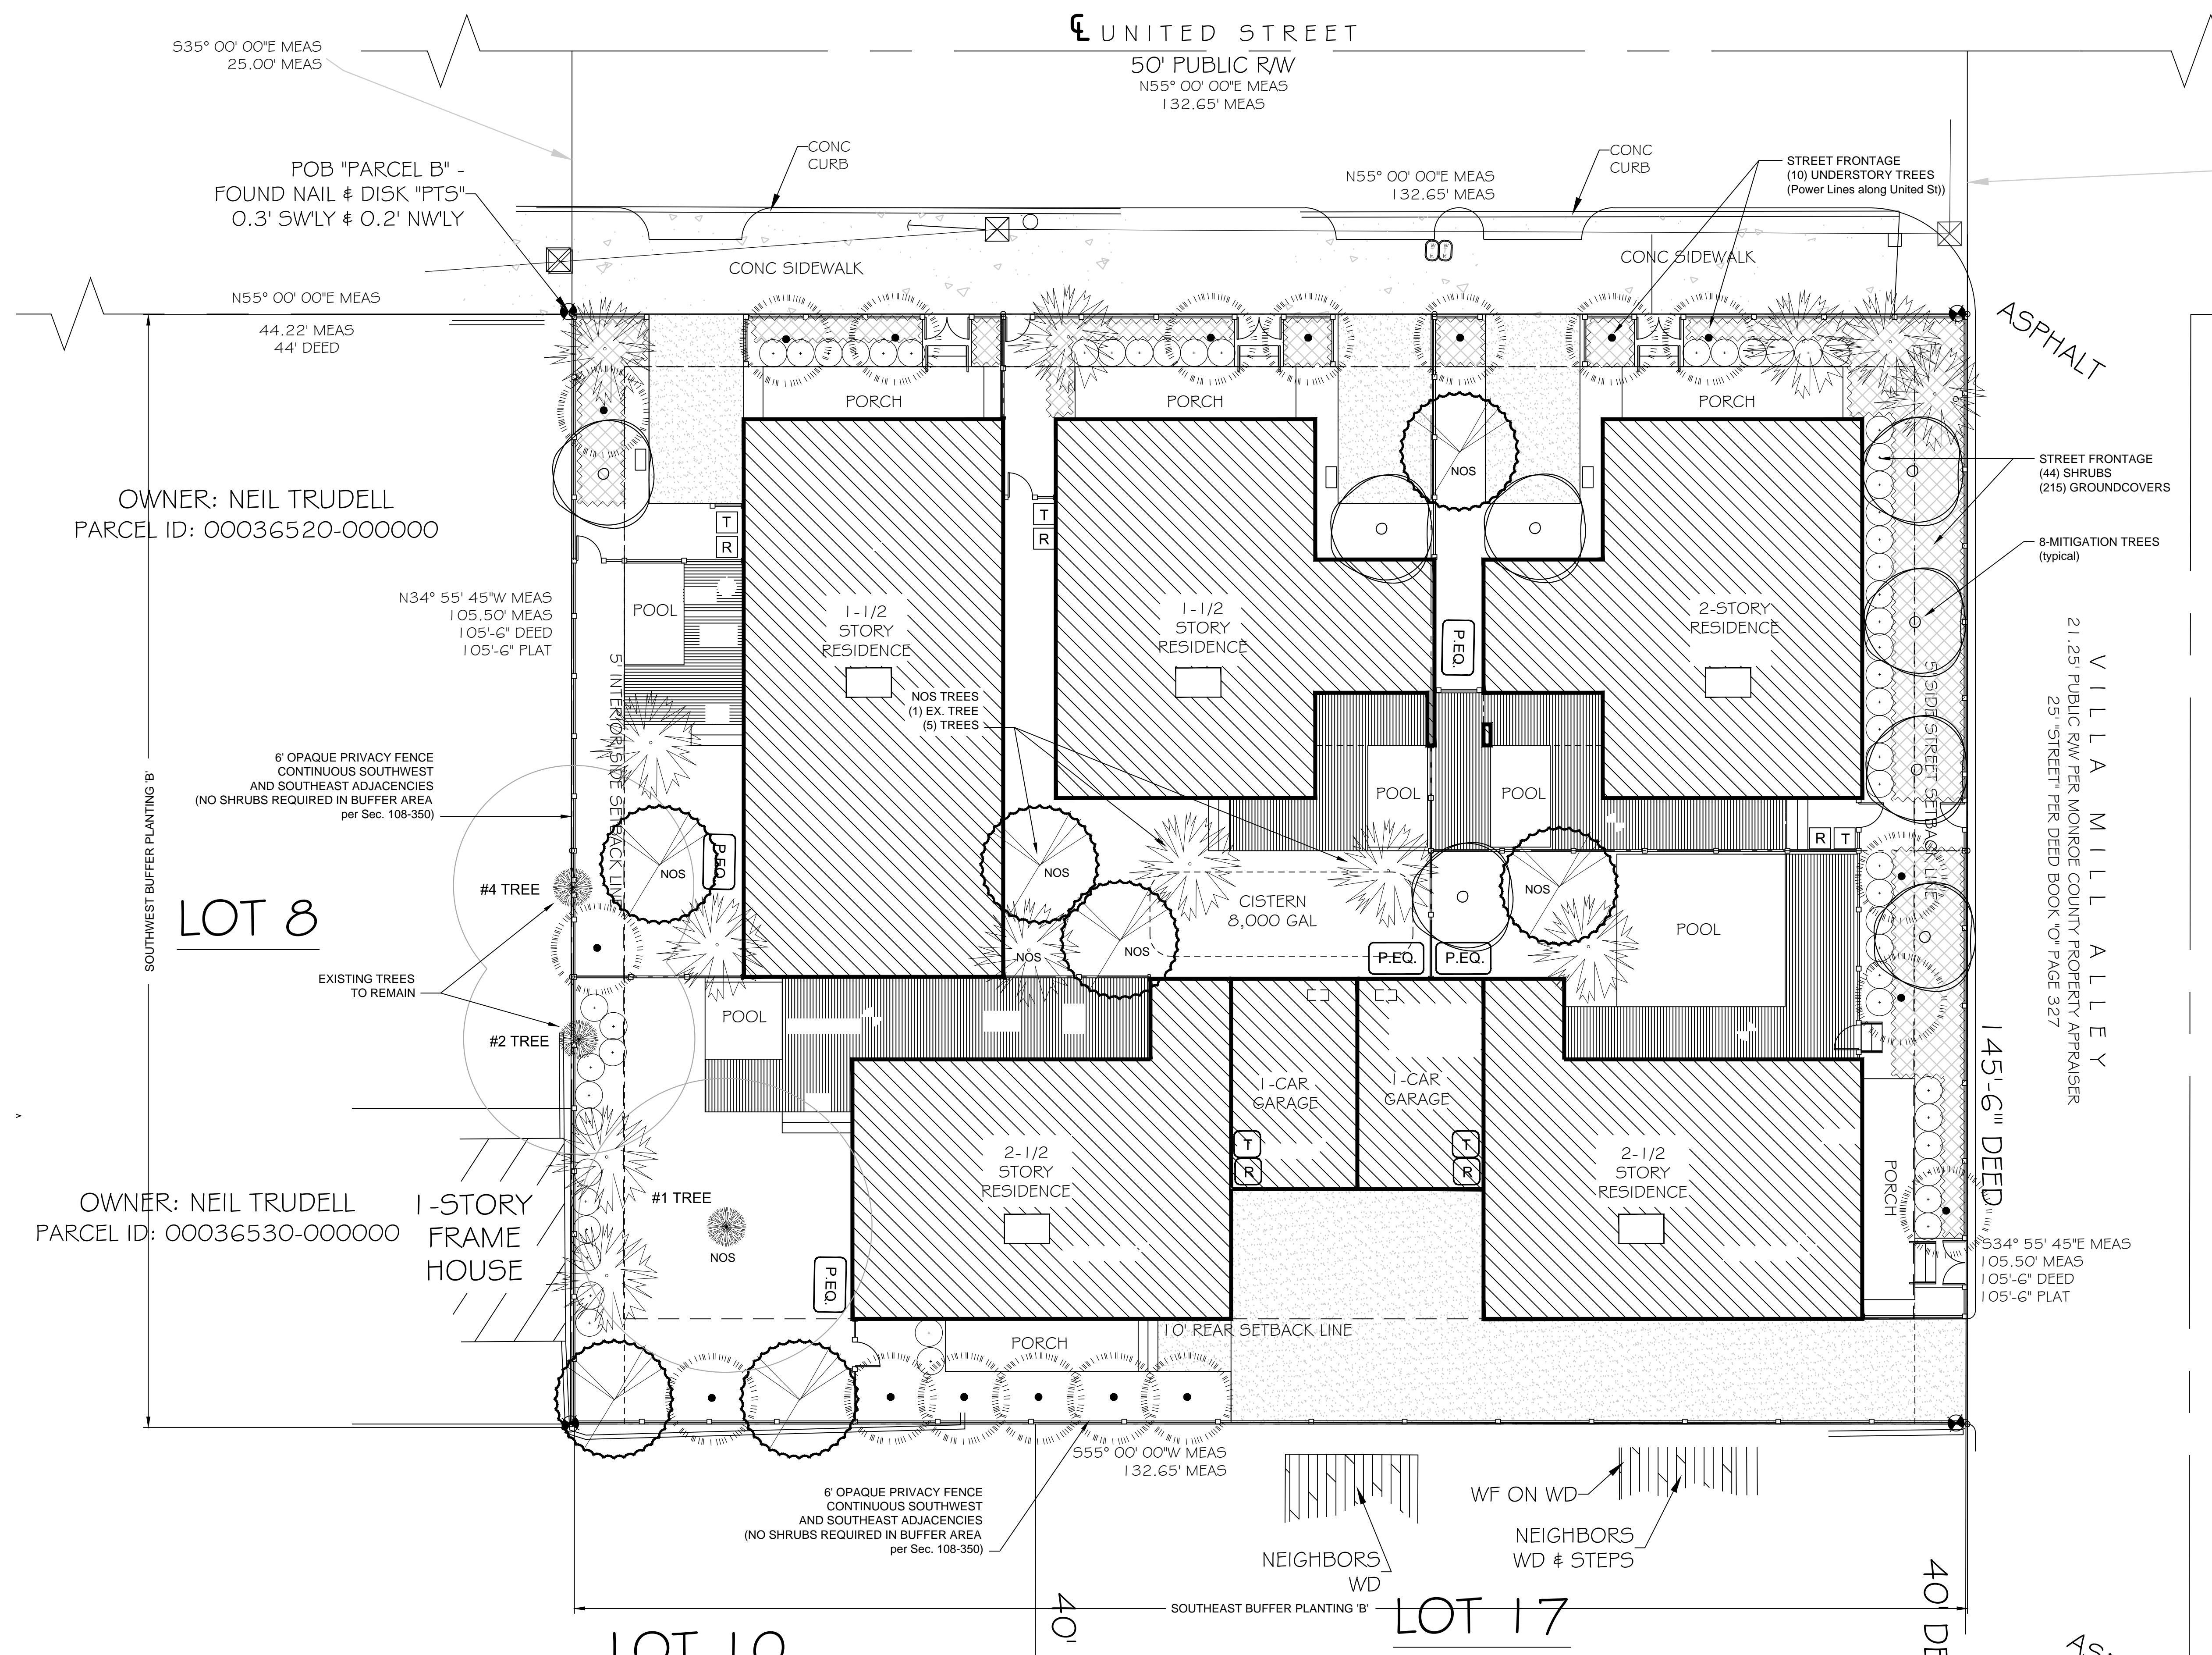 ℄ UNITED STREET
50' PUBLIC R/W
N55° 00' 00"E MEAS
132.65' MEAS
S35° 00' 00"E MEAS
25.00' MEAS
POB "PARCEL B" -
FOUND NAIL & DISK "PTS"
0.3' SW'LY & 0.2' NW'LY
CONC
CURB
N55° 00' 00"E MEAS
132.65' MEAS
CONC
CURB
STREET FRONTAGE
(10) UNDERSTORY TREES
(Power Lines along United St))
CONC SIDEWALK
CONC SIDEWALK
N55° 00' 00"E MEAS
44.22' MEAS
44' DEED
ASPHALT
PORCH
PORCH
PORCH
NOS
STREET FRONTAGE
(44) SHRUBS
(215) GROUNDCOVERS
OWNER: NEIL TRUDELL
PARCEL ID: 00036520-000000
T
R
T
R
8-MITIGATION TREES
(typical)
N34° 55' 45"W MEAS
105.50' MEAS
105'-6" DEED
105'-6" PLAT
POOL
1-1/2
STORY
RESIDENCE
1-1/2
STORY
RESIDENCE
P.EQ.
2-STORY
RESIDENCE
5' INTERIOR SIDE SETBACK LINE
5' SIDE STREET SETBACK LINE
VILLA MILL ALLEY
21.25' PUBLIC R/W PER MONROE COUNTY PROPERTY APPRAISER
25' "STREET" PER DEED BOOK "O" PAGE 327
NOS TREES
(1) EX. TREE
(5) TREES
6' OPAQUE PRIVACY FENCE
CONTINUOUS SOUTHWEST
AND SOUTHEAST ADJACENCIES
(NO SHRUBS REQUIRED IN BUFFER AREA
per Sec. 108-350)
SOUTHWEST BUFFER PLANTING 'B'
POOL
POOL
R
T
NOS
P.EQ.
NOS
NOS
#4 TREE
LOT 8
CISTERN
8,000 GAL
POOL
NOS
NOS
P.EQ.
P.EQ.
EXISTING TREES
TO REMAIN
#2 TREE
POOL
145'-6" DEED
1-CAR
GARAGE
1-CAR
GARAGE
T
R
T
R
2-1/2
STORY
RESIDENCE
2-1/2
STORY
RESIDENCE
PORCH
OWNER: NEIL TRUDELL
PARCEL ID: 00036530-000000
1-STORY
FRAME
HOUSE
#1 TREE
NOS
P.EQ.
S34° 55' 45"E MEAS
105.50' MEAS
105'-6" DEED
105'-6" PLAT
10' REAR SETBACK LINE
PORCH
S55° 00' 00"W MEAS
132.65' MEAS
6' OPAQUE PRIVACY FENCE
CONTINUOUS SOUTHWEST
AND SOUTHEAST ADJACENCIES
(NO SHRUBS REQUIRED IN BUFFER AREA
per Sec. 108-350)
WF ON WD
NEIGHBORS
WD & STEPS
NEIGHBORS
WD
40'
SOUTHEAST BUFFER PLANTING 'B'
LOT 17
40' DE
LOT 10